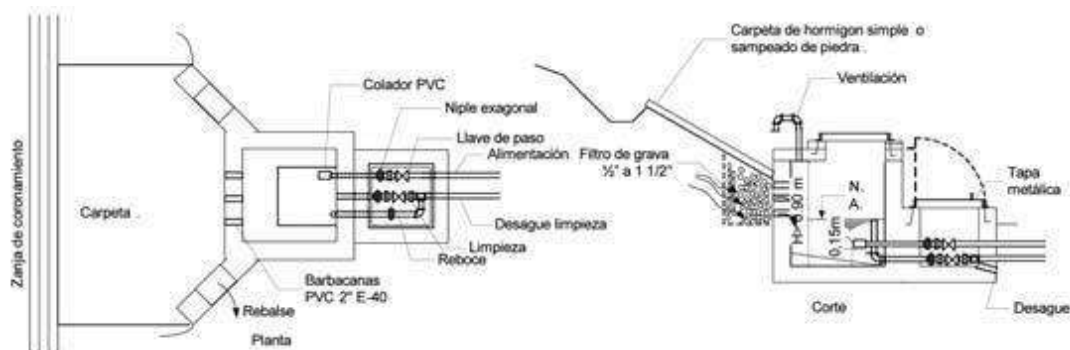 Zanja de coronamiento
Carpeta .
Colador PVC
Niple exagonal
Llave de paso
Alimentación
Desague limpieza
Limpieza
Reboce
Barbacanas
PVC 2" E-40
Rebalse
Planta
Carpeta de hormigon simple o
sampeado de piedra .
Ventilación
Filtro de grava
½" a 1 1/2"
N.
A.
0,15m
Tapa
metálica
Desague
Corte